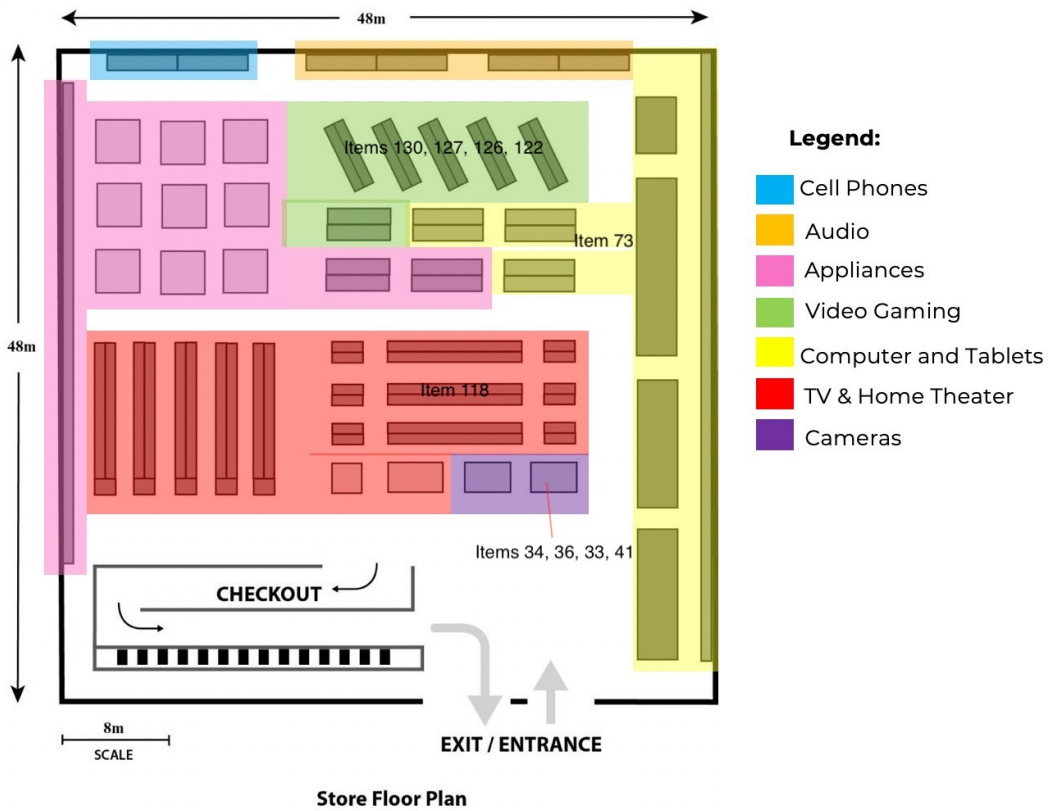 48m
Items 130, 127, 126, 122
Item 73
48m
Item 118
Items 34, 36, 33, 41
CHECKOUT
8m
SCALE
EXIT / ENTRANCE
Store Floor Plan
Legend:
Cell Phones
Audio
Appliances
Video Gaming
Computer and Tablets
TV & Home Theater
Cameras